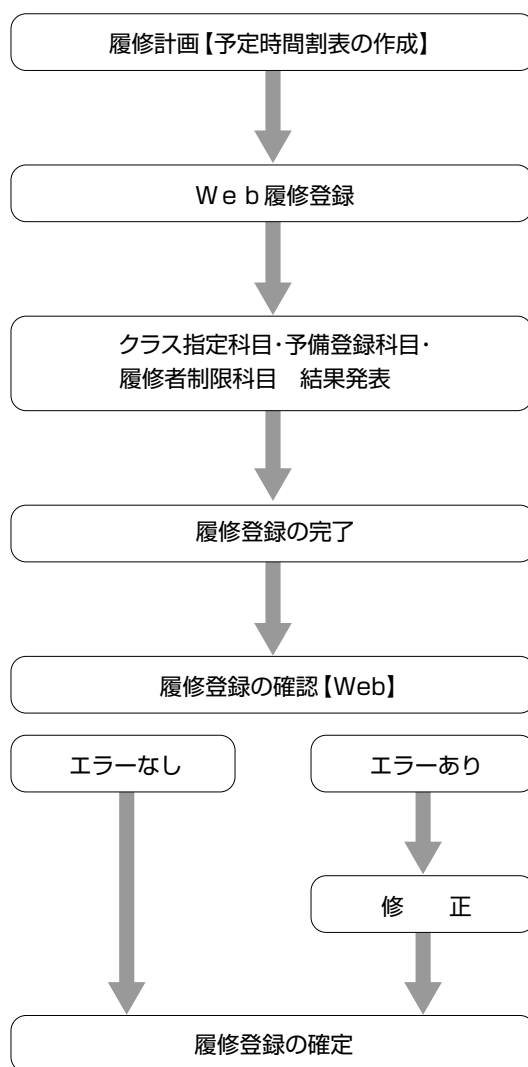 履修計画【予定時間割表の作成】
Ｗｅｂ履修登録
クラス指定科目・予備登録科目・
履修者制限科目　結果発表
履修登録の完了
履修登録の確認【Web】
エラーなし
エラーあり
修　正
履修登録の確定